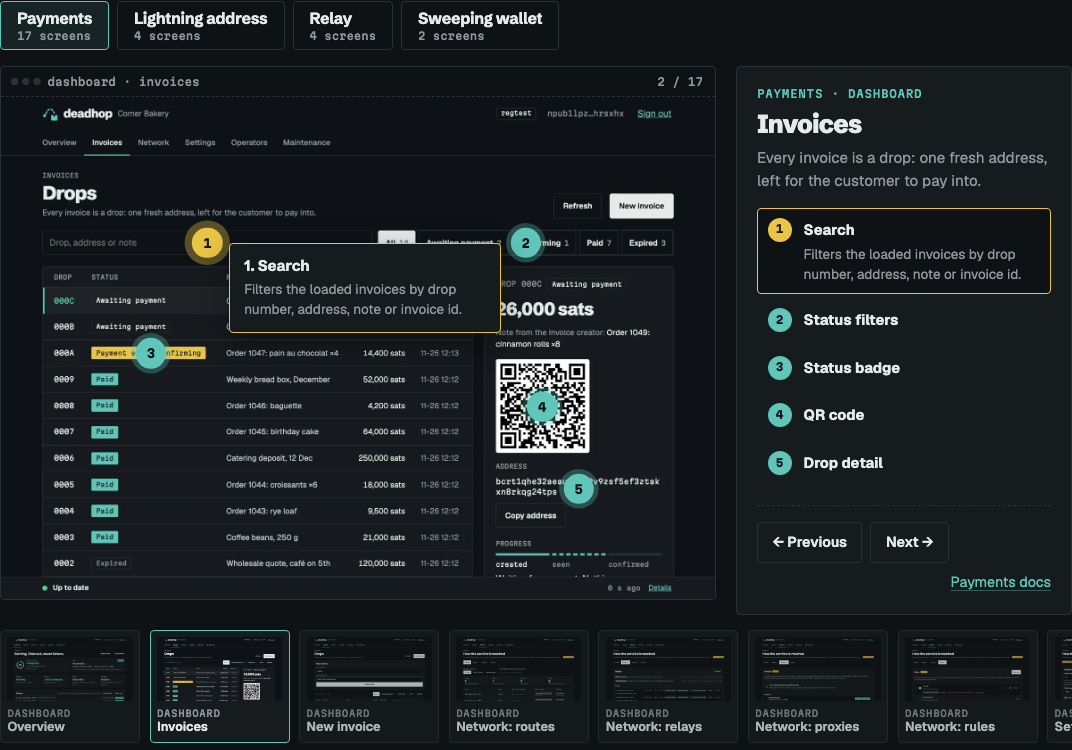 Payments
17 screens
Lightning address
4 screens
Relay
4 screens
Sweeping wallet
2 screens
dashboard · invoices
2 / 17
deadhop Corner Bakery
regtest
npub1lpz…hrsxhx
Sign out
Overview
Invoices
Network
Settings
Operators
Maintenance
INVOICES
Drops
Every invoice is a drop: one fresh address, left for the customer to pay into.
Refresh
New invoice
Drop, address or note
1
2
Paid 7
Expired 3
DROP
STATUS
1. Search
Filters the loaded invoices by drop
number, address, note or invoice id.
000C Awaiting payment
000B Awaiting payment
000A Order 1047: pain au chocolat ×4 14,400 sats 11-26 12:13
3
0009 Paid Weekly bread box, December 52,000 sats 11-26 12:12
0008 Paid Order 1046: baguette 4,200 sats 11-26 12:12
0007 Paid Order 1045: birthday cake 64,000 sats 11-26 12:12
0006 Paid Catering deposit, 12 Dec 250,000 sats 11-26 12:12
0005 Paid Order 1044: croissants ×6 18,000 sats 11-26 12:12
0004 Paid Order 1043: rye loaf 9,500 sats 11-26 12:12
0003 Paid Coffee beans, 250 g 21,000 sats 11-26 12:12
0002 Expired Wholesale quote, café on 5th 120,000 sats 11-26 12:12
000C Awaiting payment
26,000 sats
Note from the invoice creator: Order 1049:
cinnamon rolls ×8
4
ADDRESS
5
xn8rkqg24tps
Copy address
PROGRESS
created
seen
confirmed
Up to date
0 s ago
Details
PAYMENTS · DASHBOARD
Invoices
Every invoice is a drop: one fresh address,
left for the customer to pay into.
1 Search
Filters the loaded invoices by drop
number, address, note or invoice id.
2 Status filters
3 Status badge
4 QR code
5 Drop detail
← Previous
Next →
Payments docs
DASHBOARD
Overview
DASHBOARD
Invoices
DASHBOARD
New invoice
DASHBOARD
Network: routes
DASHBOARD
Network: relays
DASHBOARD
Network: proxies
DASHBOARD
Network: rules